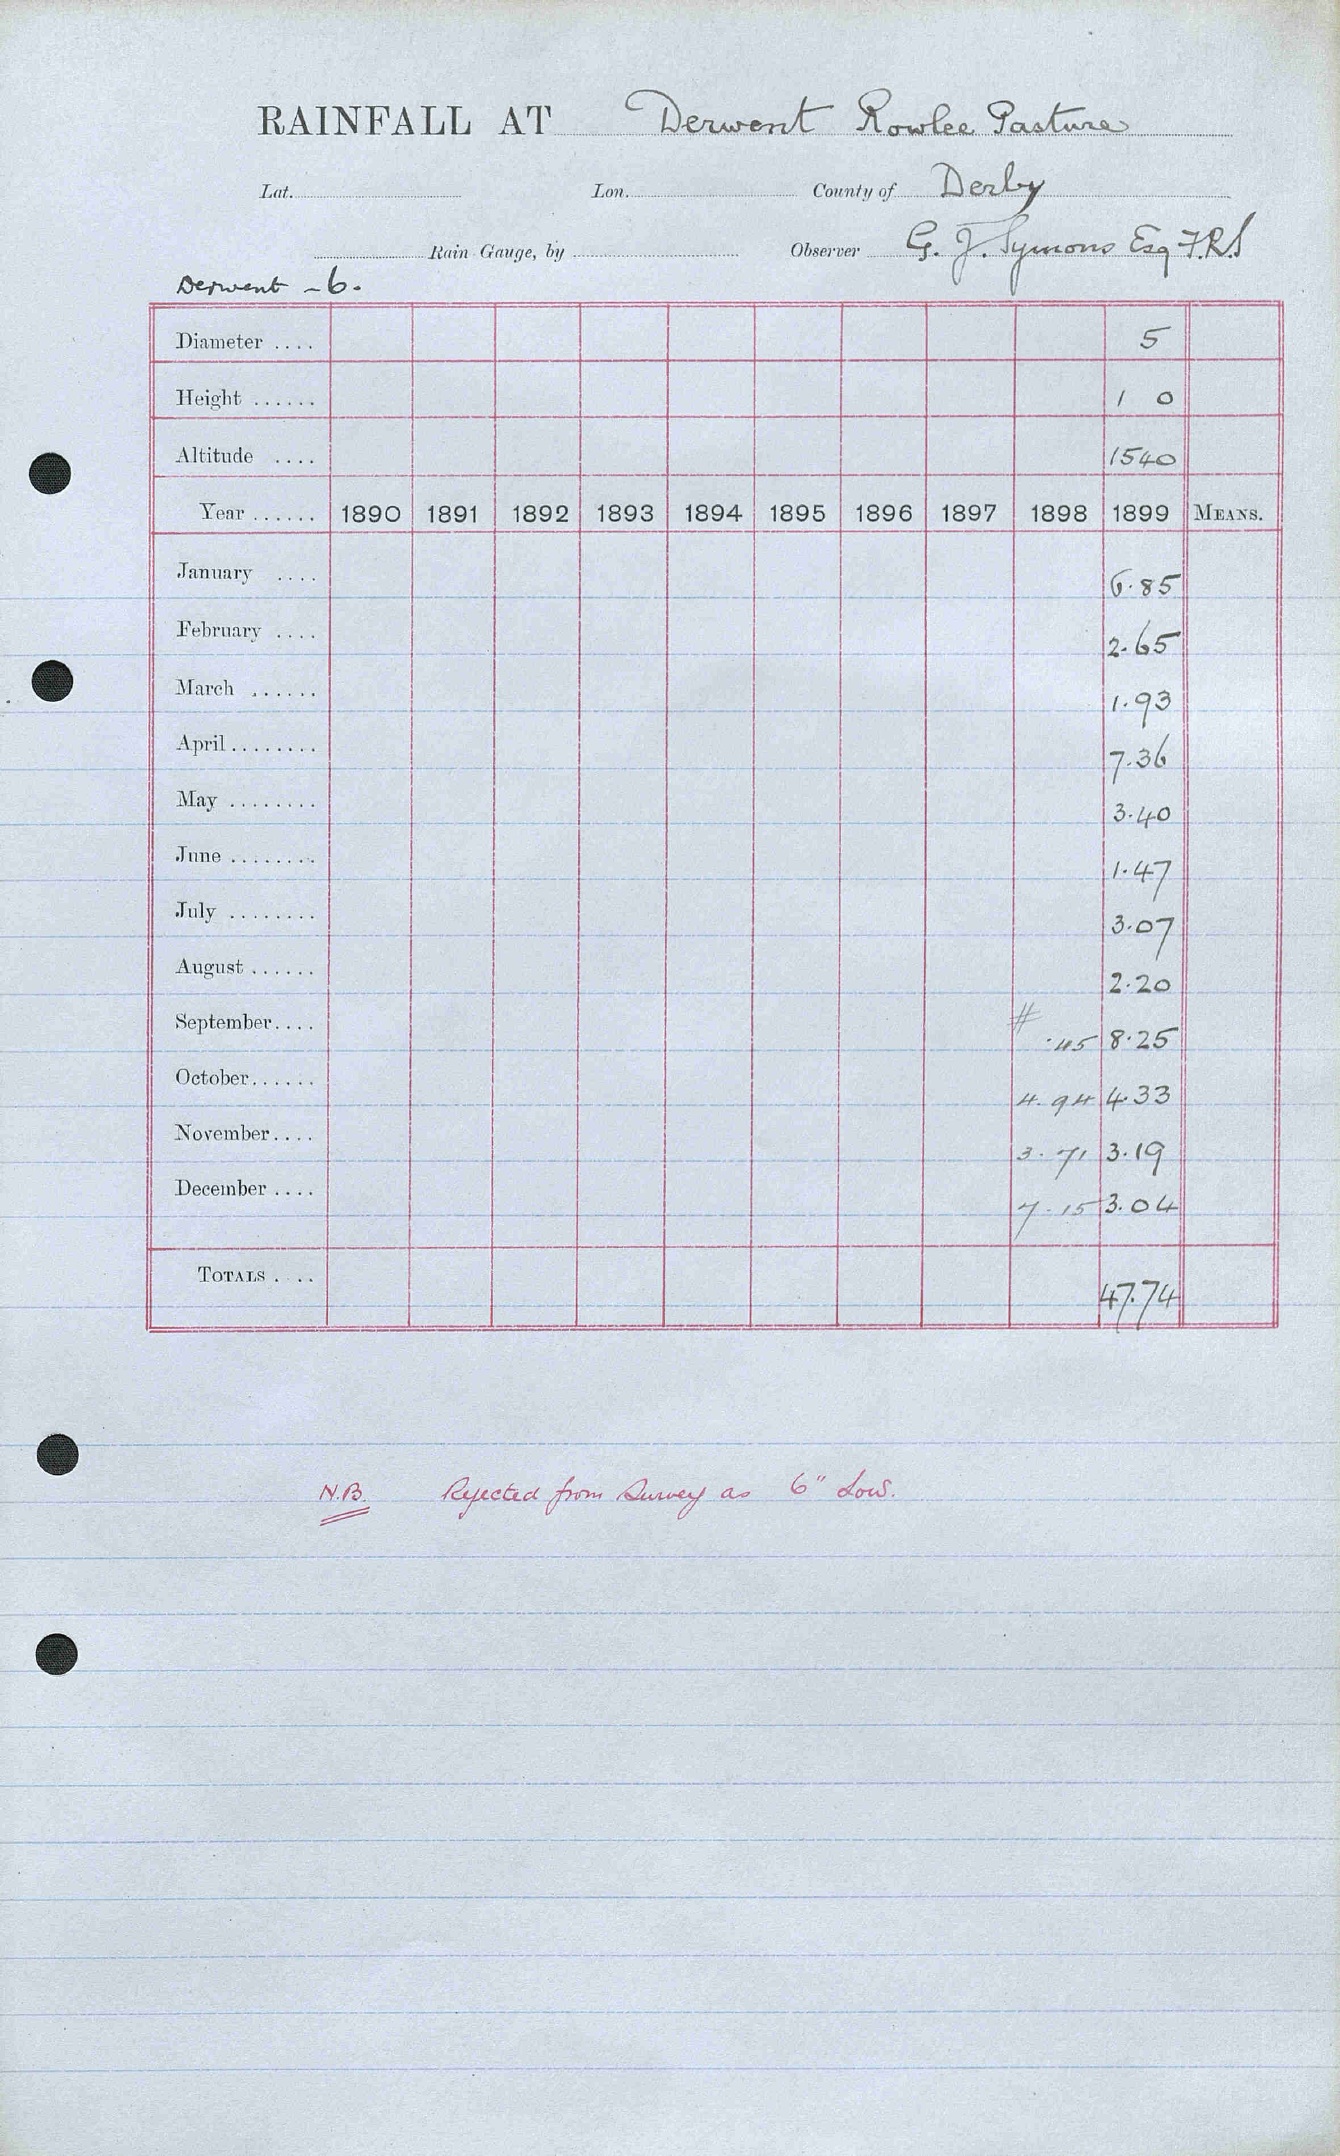 RAINFALL AT Derwent Rowlee Pasture
Lat. Lon. County of Derby
Rain Gauge, by Observer G. J. Symons Esq F.R.S
Derwent - 6.
Diameter .... 5
Height ...... 1 0
Altitude .... 1540
Year ...... 1890 1891 1892 1893 1894 1895 1896 1897 1898 1899 MEANS.
January .... 6.85
February .... 2.65
March ...... 1.93
April ........ 7.36
May ........ 3.40
June ........ 1.47
July ........ 3.07
August ...... 2.20
September.... # .45 8.25
October...... 4.94 4.33
November.... 3.71 3.19
December .... 7.15 3.04
TOTALS .... 47.74
N.B. Rejected from Survey as 6" Low.